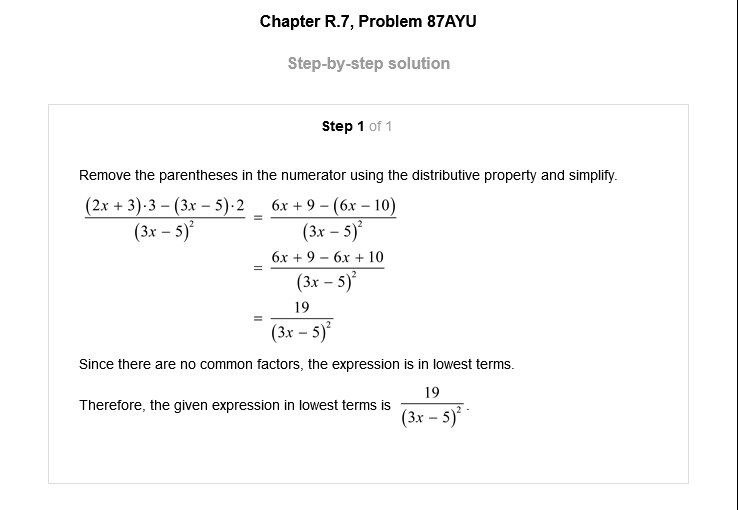 Chapter R.7, Problem 87AYU
Step-by-step solution
Step 1 of 1
Remove the parentheses in the numerator using the distributive property and simplify.
\frac{(2x + 3)·3 – (3x – 5)·2}{(3x – 5)^2} = \frac{6x + 9 – (6x – 10)}{(3x – 5)^2}
= \frac{6x + 9 – 6x + 10}{(3x – 5)^2}
= \frac{19}{(3x – 5)^2}
Since there are no common factors, the expression is in lowest terms.
Therefore, the given expression in lowest terms is \frac{19}{(3x – 5)^2}.